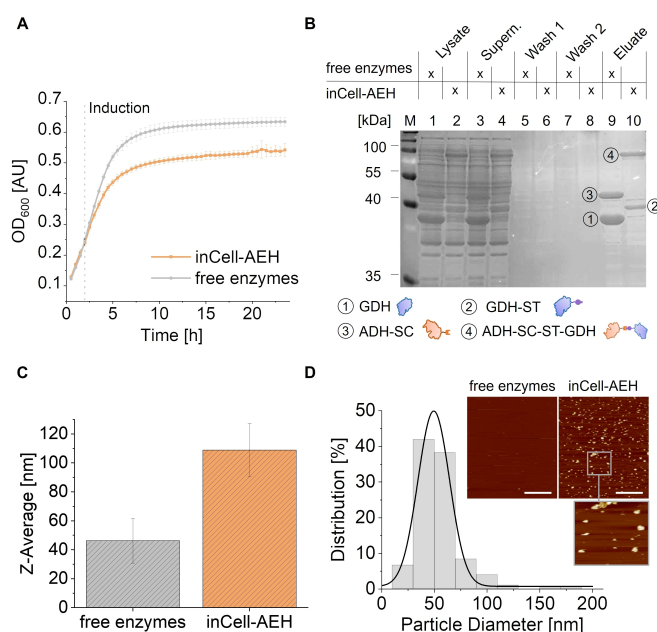 A
Induction
0.7
0.6
0.5
0.4
0.3
0.2
0.1
OD600 [AU]
inCell-AEH
free enzymes
0 5 10 15 20
Time [h]
B
Lysate Supern. Wash 1 Wash 2 Eluate
free enzymes x x x x x
inCell-AEH x x x x x
[kDa] M 1 2 3 4 5 6 7 8 9 10
100
55
40
35
4
3
2
1
1 GDH 2 GDH-ST
3 ADH-SC 4 ADH-SC-ST-GDH
C
120
100
80
60
40
20
0
Z-Average [nm]
free enzymes inCell-AEH
D
free enzymes inCell-AEH
50
40
30
20
10
0
Distribution [%]
0 50 100 150 200
Particle Diameter [nm]